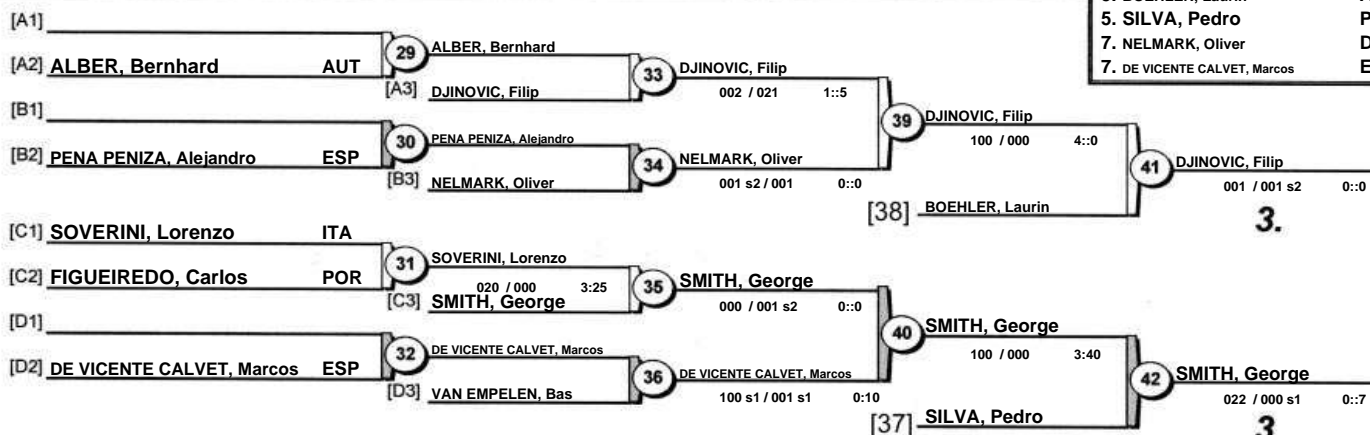 5. SILVA, Pedro P
7. NELMARK, Oliver D
7. DE VICENTE CALVET, Marcos E
[A1]
[A2] ALBER, Bernhard AUT
29
ALBER, Bernhard
[A3] DJINOVIC, Filip
33
DJINOVIC, Filip
002 / 021 1::5
[B1]
[B2] PENA PENIZA, Alejandro ESP
30
PENA PENIZA, Alejandro
[B3] NELMARK, Oliver
34
NELMARK, Oliver
001 s2 / 001 0::0
39
DJINOVIC, Filip
100 / 000 4::0
[38] BOEHLER, Laurin
41
DJINOVIC, Filip
001 / 001 s2 0::0
3.
[C1] SOVERINI, Lorenzo ITA
[C2] FIGUEIREDO, Carlos POR
31
SOVERINI, Lorenzo
020 / 000 3:25
[C3] SMITH, George
35
SMITH, George
000 / 001 s2 0::0
[D1]
[D2] DE VICENTE CALVET, Marcos ESP
32
DE VICENTE CALVET, Marcos
[D3] VAN EMPELEN, Bas
36
DE VICENTE CALVET, Marcos
100 s1 / 001 s1 0:10
40
SMITH, George
100 / 000 3:40
[37] SILVA, Pedro
42
SMITH, George
022 / 000 s1 0::7
3